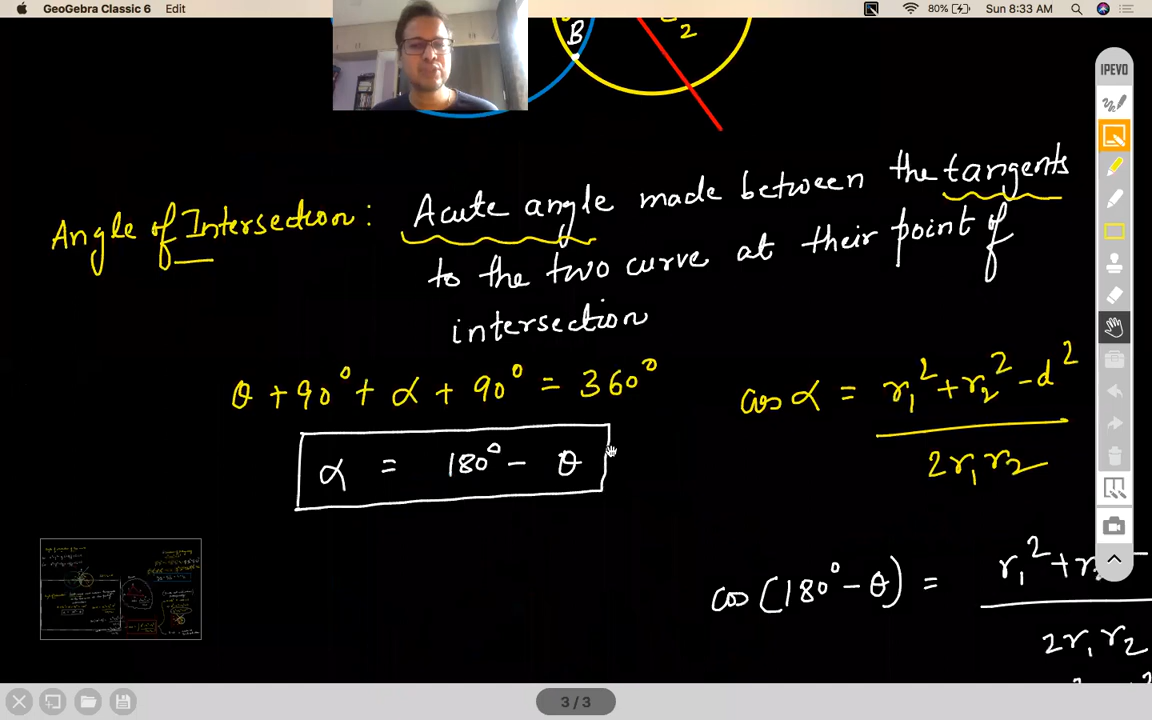 GeoGebra Classic 6 Edit 80% Sun 8:33 AM
B
2
IPEVO
Angle of Intersection : Acute angle made between the tangents
to the two curve at their point of
intersection
θ + 90° + α + 90° = 360°
cos α = r₁² + r₂² - d²
2r₁r₂
α = 180° - θ
cos (180° - θ) = r₁² + r₂ -
2r₁r₂
3 / 3